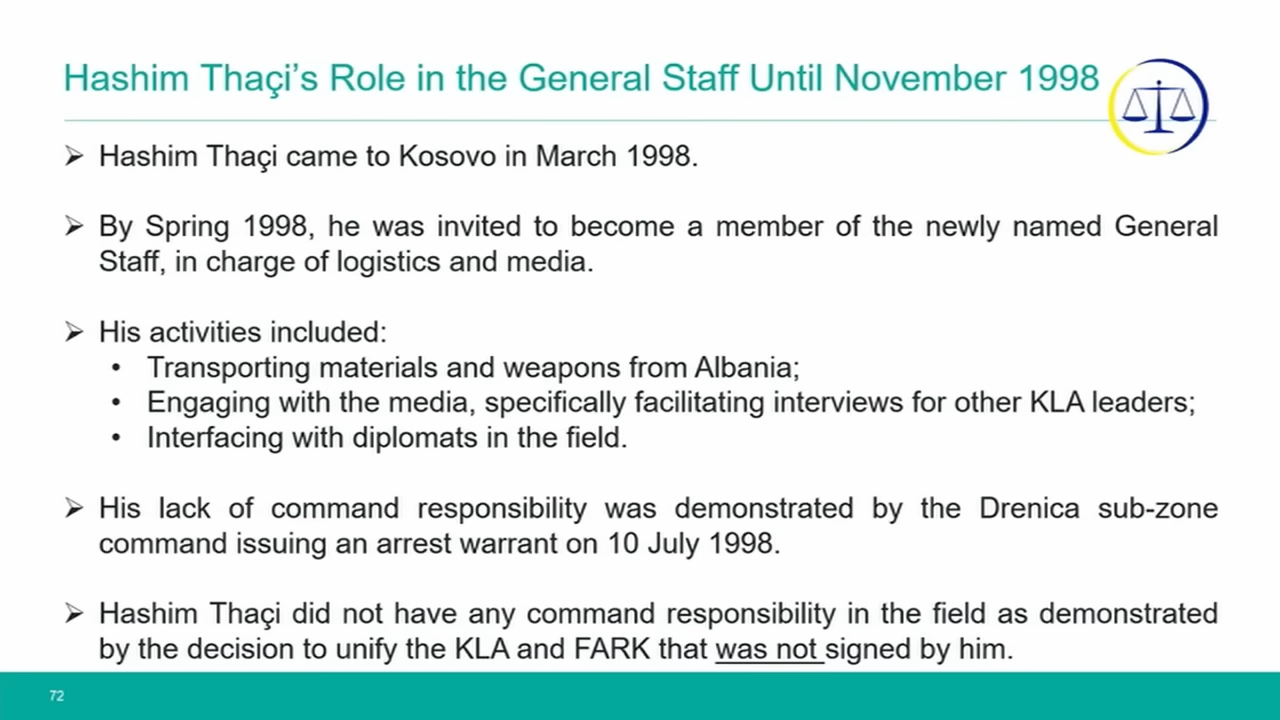 Hashim Thaçi’s Role in the General Staff Until November 1998
➢ Hashim Thaçi came to Kosovo in March 1998.
➢ By Spring 1998, he was invited to become a member of the newly named General
Staff, in charge of logistics and media.
➢ His activities included:
• Transporting materials and weapons from Albania;
• Engaging with the media, specifically facilitating interviews for other KLA leaders;
• Interfacing with diplomats in the field.
➢ His lack of command responsibility was demonstrated by the Drenica sub-zone
command issuing an arrest warrant on 10 July 1998.
➢ Hashim Thaçi did not have any command responsibility in the field as demonstrated
by the decision to unify the KLA and FARK that was not signed by him.
72